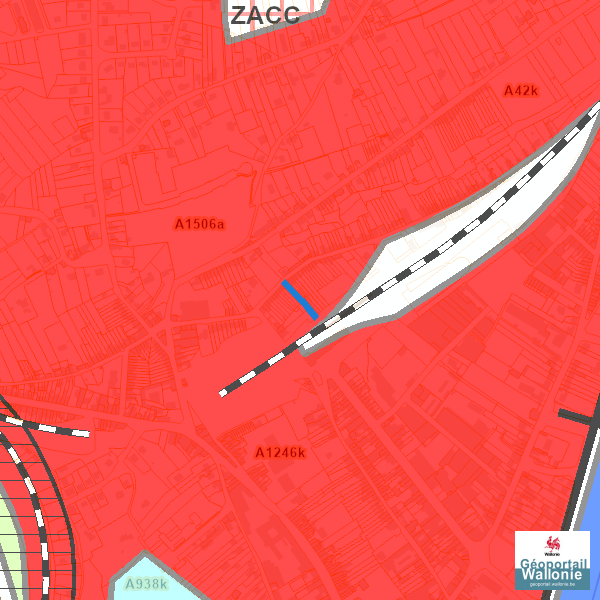 ZACC
A42k
A1506a
A1246k
A938k
Wallonie
Géoportail
Wallonie
geoportail.wallonie.be